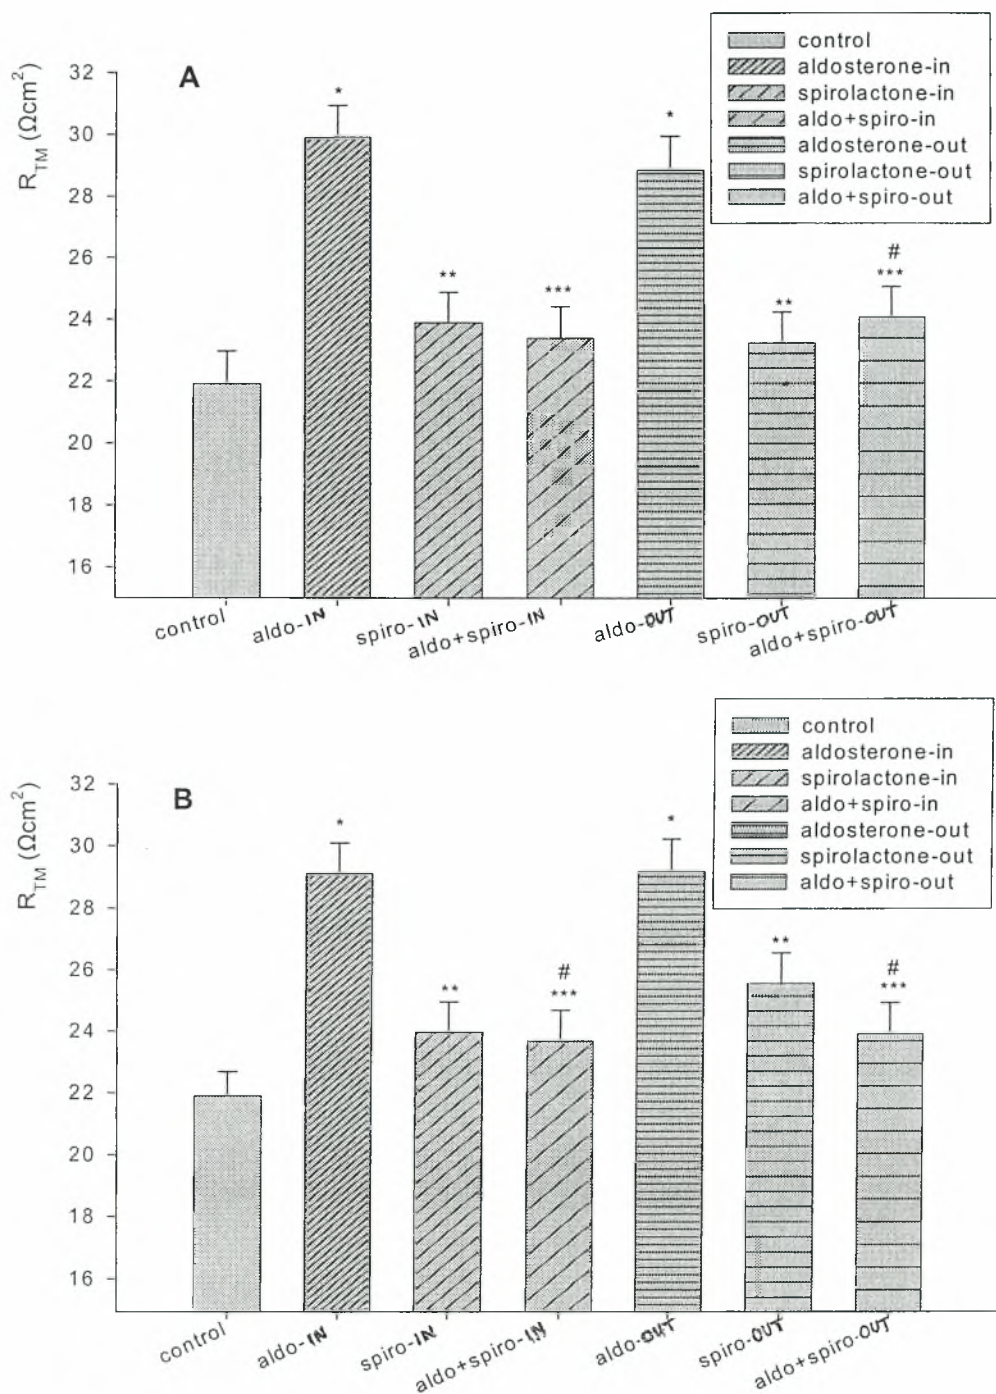 control
aldosterone-in
spirolactone-in
aldo+spiro-in
aldosterone-out
spirolactone-out
aldo+spiro-out
A
R_TM (Ωcm²)
32
30
28
26
24
22
20
18
16
*
**
***
*
**
#
***
control
aldo-IN
spiro-IN
aldo+spiro-IN
aldo-OUT
spiro-OUT
aldo+spiro-OUT
control
aldosterone-in
spirolactone-in
aldo+spiro-in
aldosterone-out
spirolactone-out
aldo+spiro-out
B
R_TM (Ωcm²)
32
30
28
26
24
22
20
18
16
*
**
#
***
*
**
#
***
control
aldo-IN
spiro-IN
aldo+spiro-IN
aldo-OUT
spiro-OUT
aldo+spiro-OUT